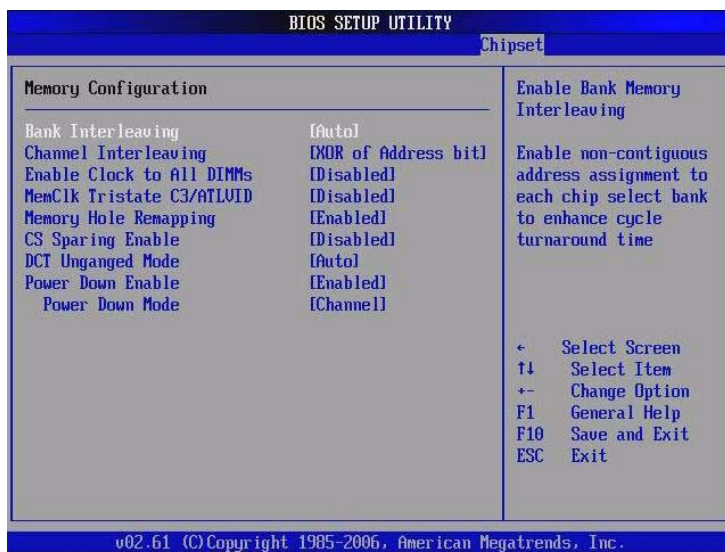 BIOS SETUP UTILITY
Chipset
Memory Configuration
Bank Interleaving [Auto]
Channel Interleaving [XOR of Address bit]
Enable Clock to All DIMMs [Disabled]
MemClk Tristate C3/ATLVID [Disabled]
Memory Hole Remapping [Enabled]
CS Sparing Enable [Disabled]
DCT Unganged Mode [Auto]
Power Down Enable [Enabled]
Power Down Mode [Channel]
Enable Bank Memory
Interleaving
Enable non-contiguous
address assignment to
each chip select bank
to enhance cycle
turnaround time
← Select Screen
↑↓ Select Item
+- Change Option
F1 General Help
F10 Save and Exit
ESC Exit
v02.61 (C)Copyright 1985-2006, American Megatrends, Inc.